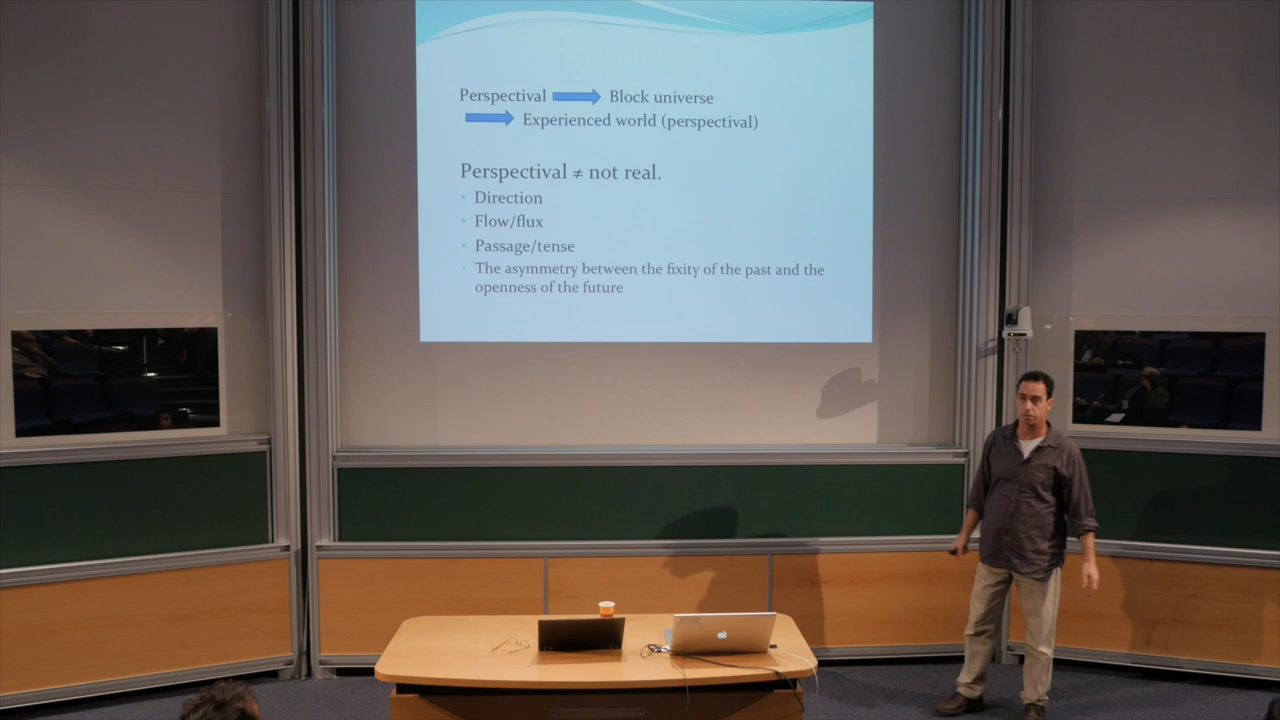 Perspectival Block universe
Experienced world (perspectival)
Perspectival ≠ not real.
• Direction
• Flow/flux
• Passage/tense
• The asymmetry between the fixity of the past and the
openness of the future